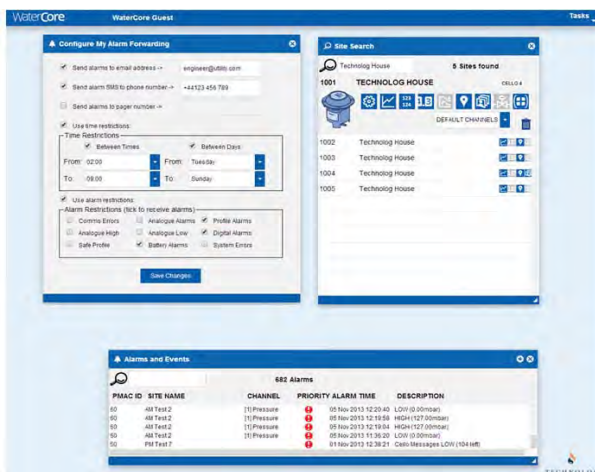 WaterCore
WaterCore Guest
Tasks
Configure My Alarm Forwarding
Send alarms to email address -> engineer@utility.com
Send alarm SMS to phone number -> +44123 456 789
Send alarms to pager number ->
Use time restrictions
Time Restrictions
Between Times Between Days
From: 02:00 From: Tuesday
To: 09:00 To: Sunday
Use alarm restrictions
Alarm Restrictions (tick to receive alarms)
Comms Errors Analogue Alarms Profile Alarms
Analogue High Analogue Low Digital Alarms
Safe Profile Battery Alarms System Errors
Save Changes
Site Search
Technolog House 5 Sites found
1001 TECHNOLOG HOUSE CELLO 4
123
124
1.3
DEFAULT CHANNELS
1002 Technolog House
1003 Technolog House
1004 Technolog House
1005 Technolog House
Alarms and Events
682 Alarms
PMAC ID SITE NAME CHANNEL PRIORITY ALARM TIME DESCRIPTION
50 AM Test 2 [1] Pressure 05 Nov 2013 12:20:40 LOW (0.00mbar)
50 AM Test 2 [1] Pressure 05 Nov 2013 12:19:59 HIGH (127.00mbar)
50 AM Test 2 [1] Pressure 05 Nov 2013 12:19:04 HIGH (127.00mbar)
50 AM Test 2 [1] Pressure 05 Nov 2013 11:36:20 LOW (0.00mbar)
50 PM Test 7 01 Nov 2013 12:38:21 Cello Messages LOW (104 left)